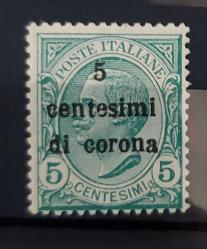 POSTE ITALIANE
5
centesimi
di corona
5 CENTESIMI 5